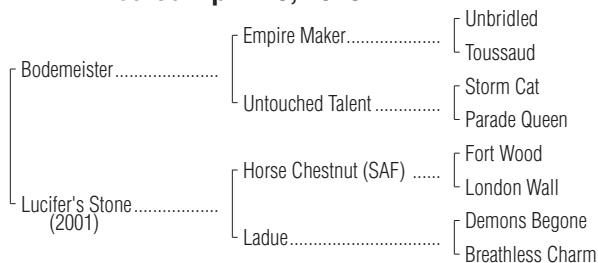 Unbridled
Empire Maker....................
Toussaud
Bodemeister......................
Storm Cat
Untouched Talent..............
Parade Queen
Fort Wood
Horse Chestnut (SAF) ......
London Wall
Lucifer's Stone..................
(2001)
Demons Begone
Ladue................................
Breathless Charm